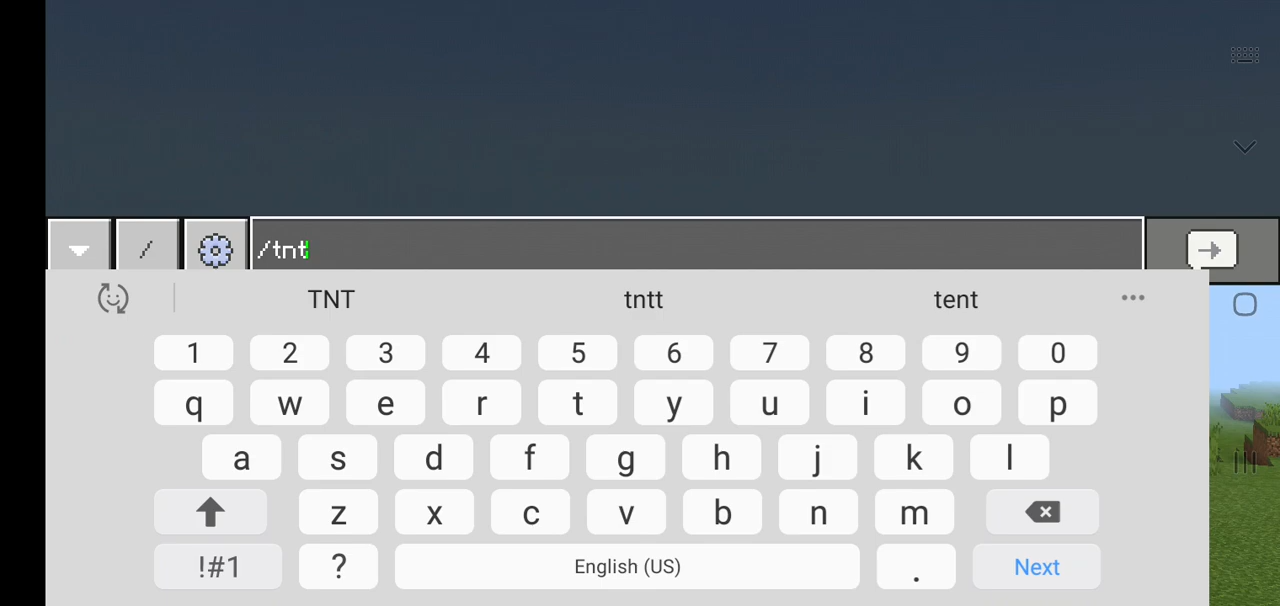 /
/tnt
TNT tntt tent
1 2 3 4 5 6 7 8 9 0
q w e r t y u i o p
a s d f g h j k l
z x c v b n m
!#1 ? English (US) . Next